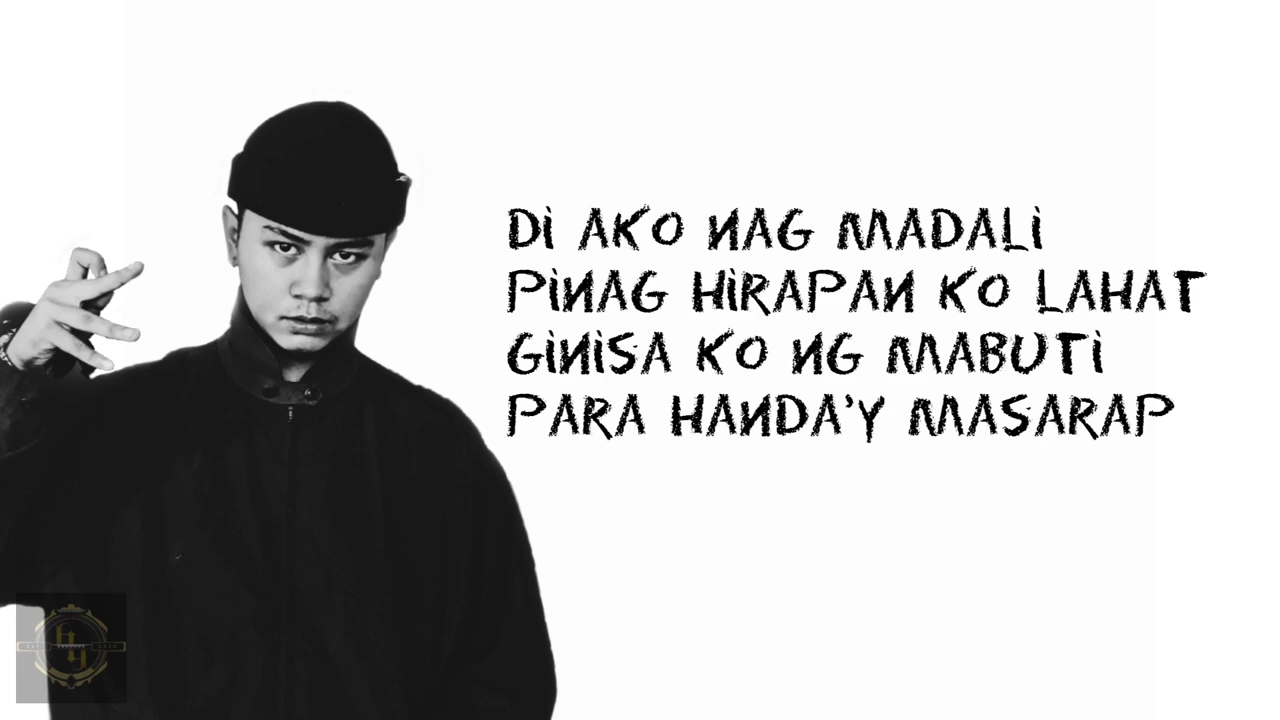 Di AKO NAG MADALi
PiNAG HiRAPAN KO LAHAT
GiNiSA KO NG MABUTi
PARA HANDA'Y MASARAP